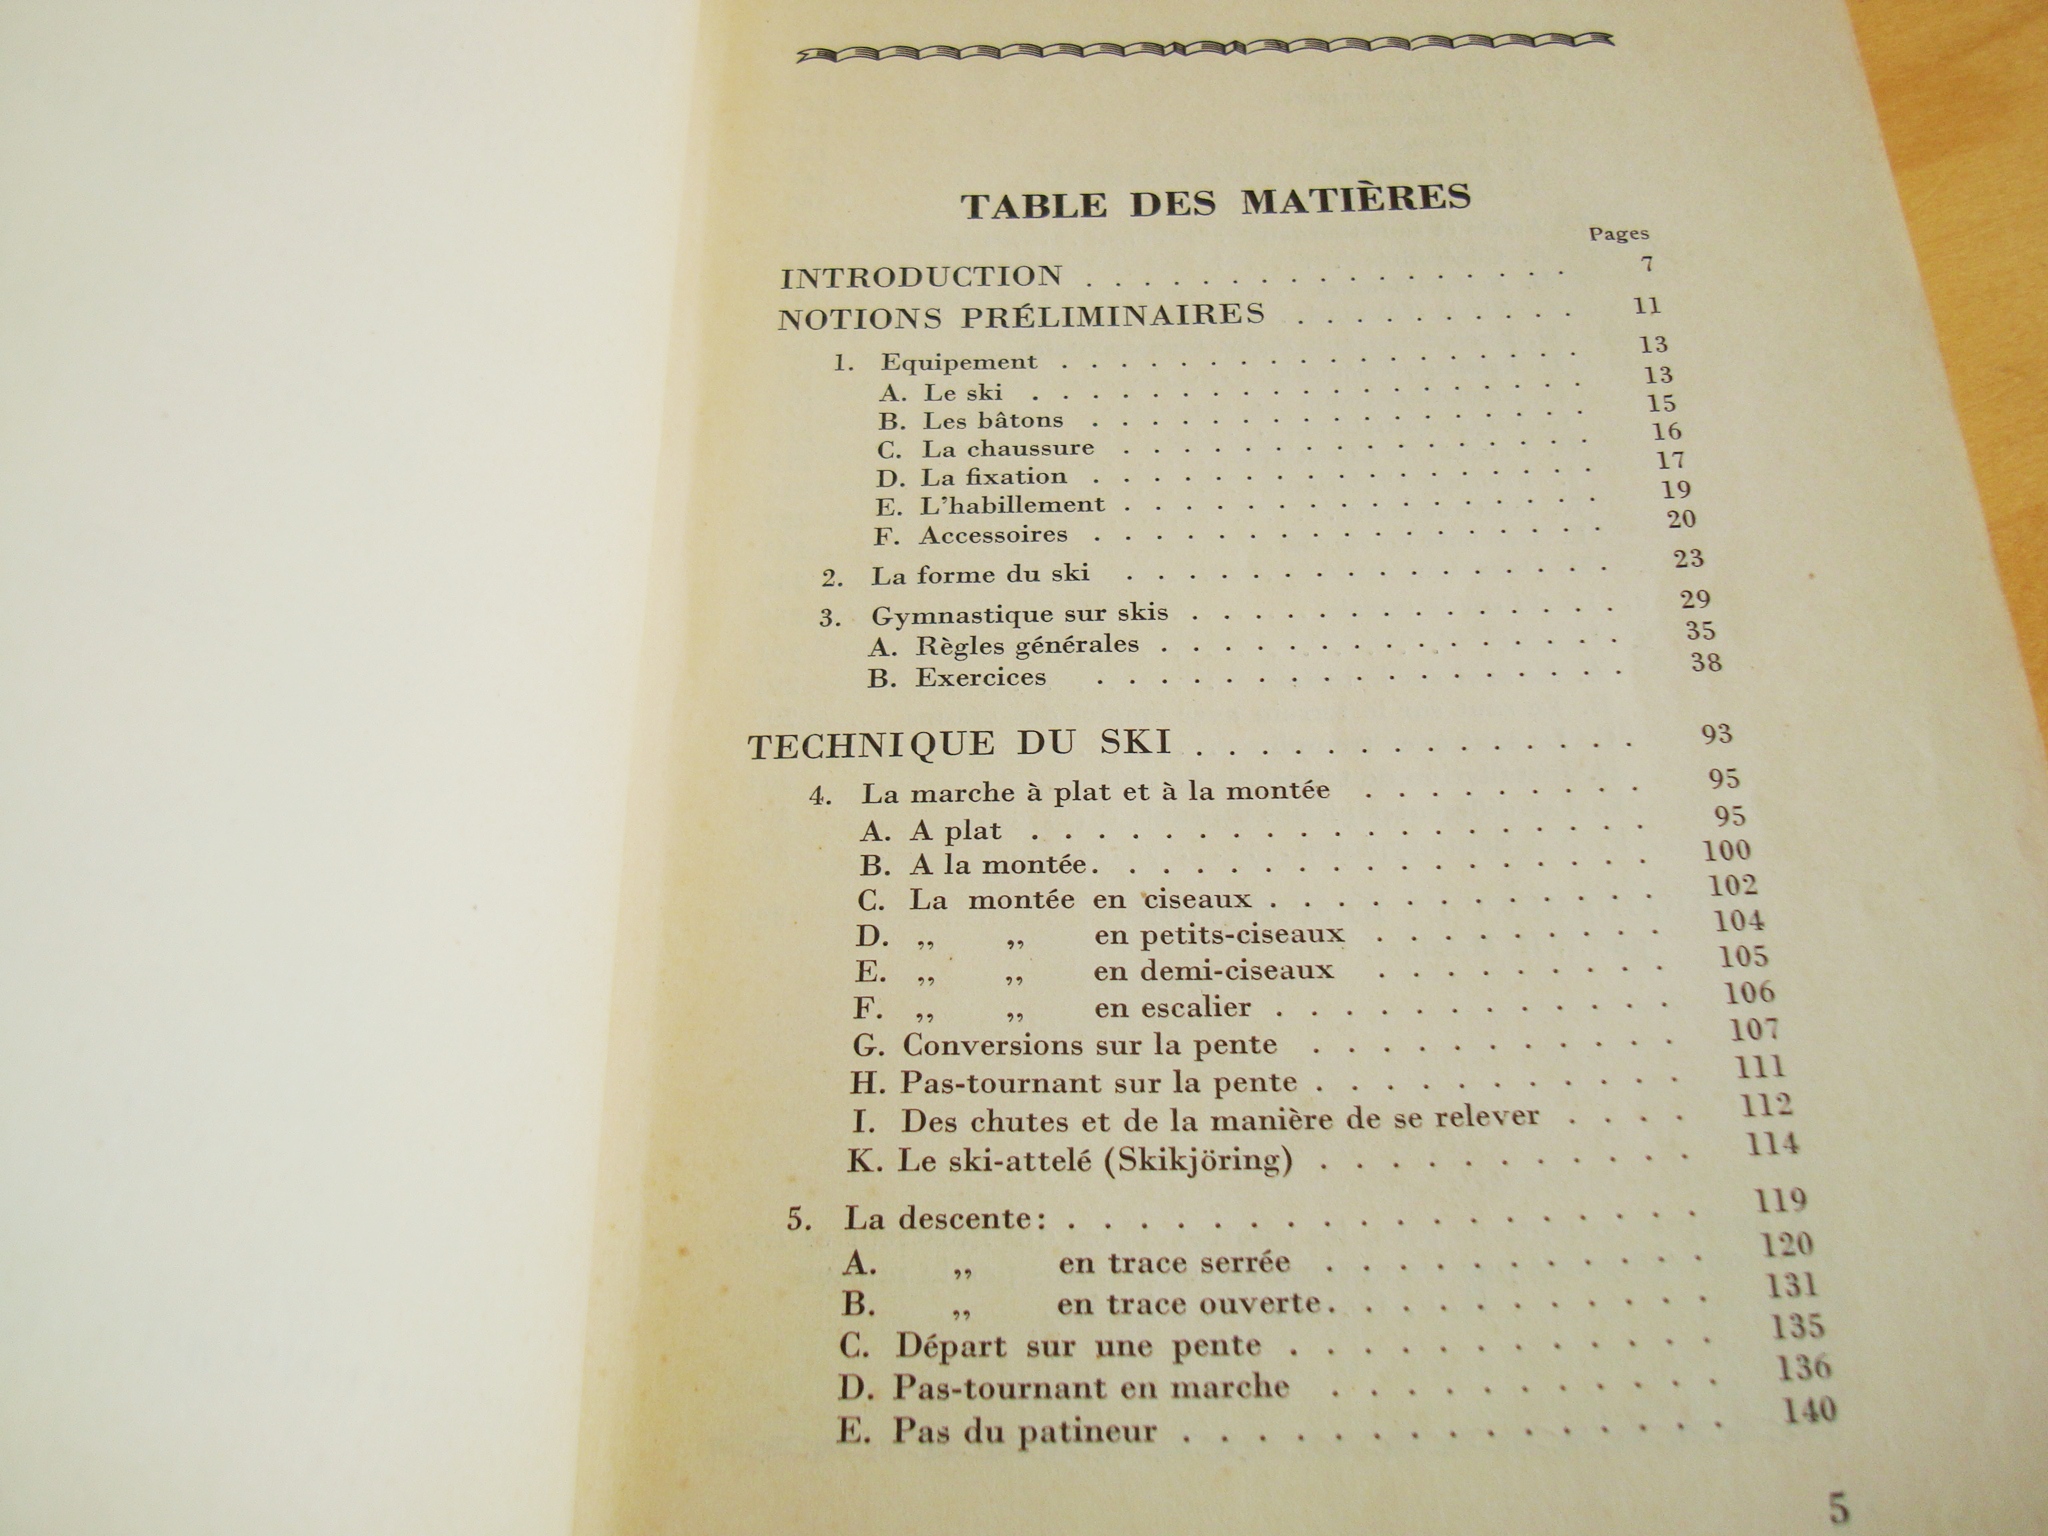 TABLE DES MATIÈRES
Pages
INTRODUCTION . . . . . . . . . . . . . . . . . 7
NOTIONS PRÉLIMINAIRES . . . . . . . . . . 11
1. Equipement . . . . . . . . . . . . . . . . . . 13
A. Le ski . . . . . . . . . . . . . . . . . . . 13
B. Les bâtons . . . . . . . . . . . . . . . . . 15
C. La chaussure . . . . . . . . . . . . . . . . 16
D. La fixation . . . . . . . . . . . . . . . . . 17
E. L'habillement . . . . . . . . . . . . . . . . 19
F. Accessoires . . . . . . . . . . . . . . . . . 20
2. La forme du ski . . . . . . . . . . . . . . . . 23
3. Gymnastique sur skis . . . . . . . . . . . . . . 29
A. Règles générales . . . . . . . . . . . . . . . 35
B. Exercices . . . . . . . . . . . . . . . . . 38
TECHNIQUE DU SKI . . . . . . . . . . . . . . 93
4. La marche à plat et à la montée . . . . . . . . . 95
A. A plat . . . . . . . . . . . . . . . . . . . 95
B. A la montée . . . . . . . . . . . . . . . . . 100
C. La montée en ciseaux . . . . . . . . . . . . 102
D. ,, ,, en petits-ciseaux . . . . . . . . . 104
E. ,, ,, en demi-ciseaux . . . . . . . . . 105
F. ,, ,, en escalier . . . . . . . . . . . . 106
G. Conversions sur la pente . . . . . . . . . . . 107
H. Pas-tournant sur la pente . . . . . . . . . . . 111
I. Des chutes et de la manière de se relever . . . . 112
K. Le ski-attelé (Skikjöring) . . . . . . . . . . . 114
5. La descente: . . . . . . . . . . . . . . . . . . 119
A. ,, en trace serrée . . . . . . . . . . . 120
B. ,, en trace ouverte . . . . . . . . . . . 131
C. Départ sur une pente . . . . . . . . . . . . 135
D. Pas-tournant en marche . . . . . . . . . . . 136
E. Pas du patineur . . . . . . . . . . . . . . . 140
5